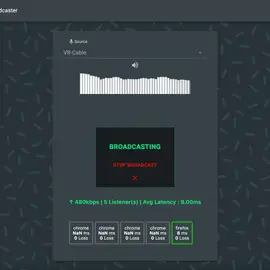 dcaster
Source
VB-Cable
BROADCASTING
STOP BROADCAST
↑ 480kbps | 5 Listener(s) | Avg Latency : 8.00ms
chrome chrome chrome chrome firefox
NaN ms NaN ms NaN ms NaN ms 8 ms
0 Loss 0 Loss 0 Loss 0 Loss 0 Loss